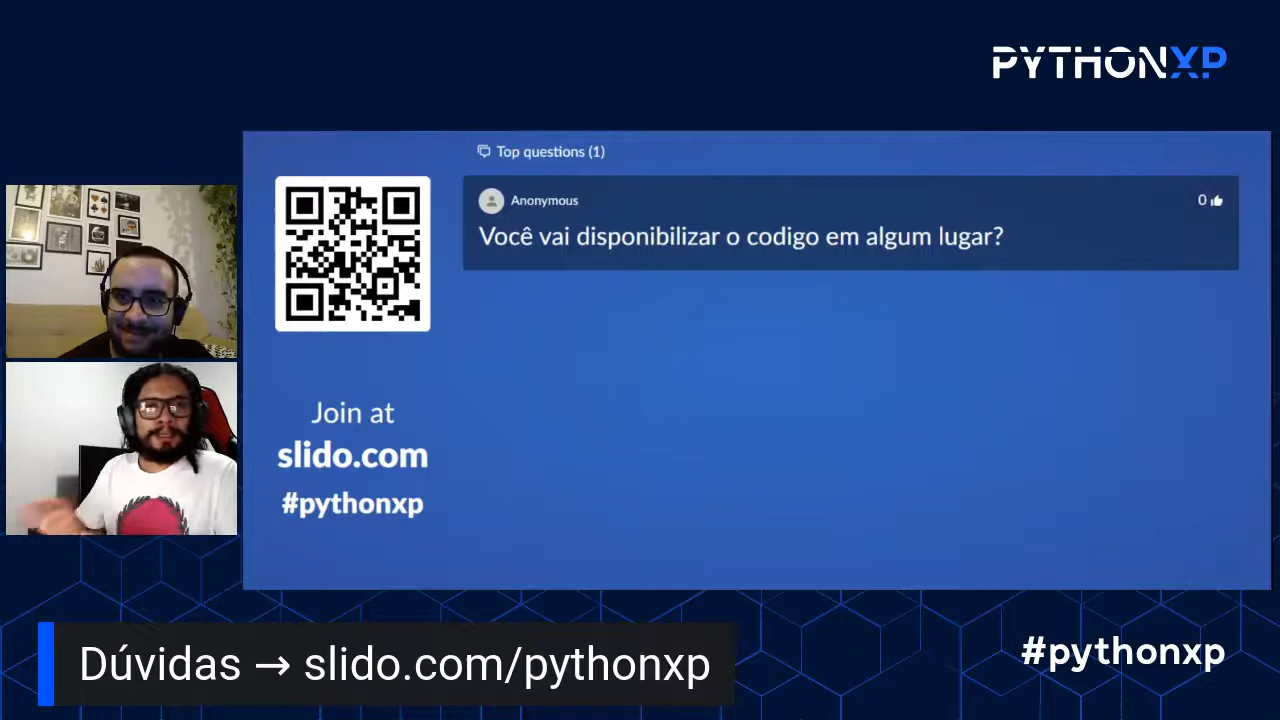 PYTHONXP
Top questions (1)
Anonymous
0
Você vai disponibilizar o codigo em algum lugar?
Join at
slido.com
#pythonxp
Dúvidas → slido.com/pythonxp
#pythonxp